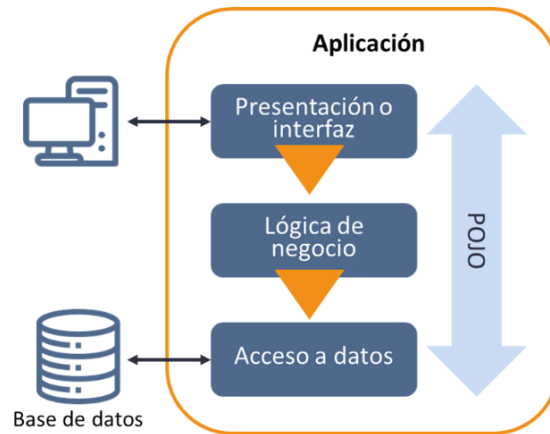 Aplicación
Presentación o
interfaz
Lógica de
negocio
POJO
Acceso a datos
Base de datos